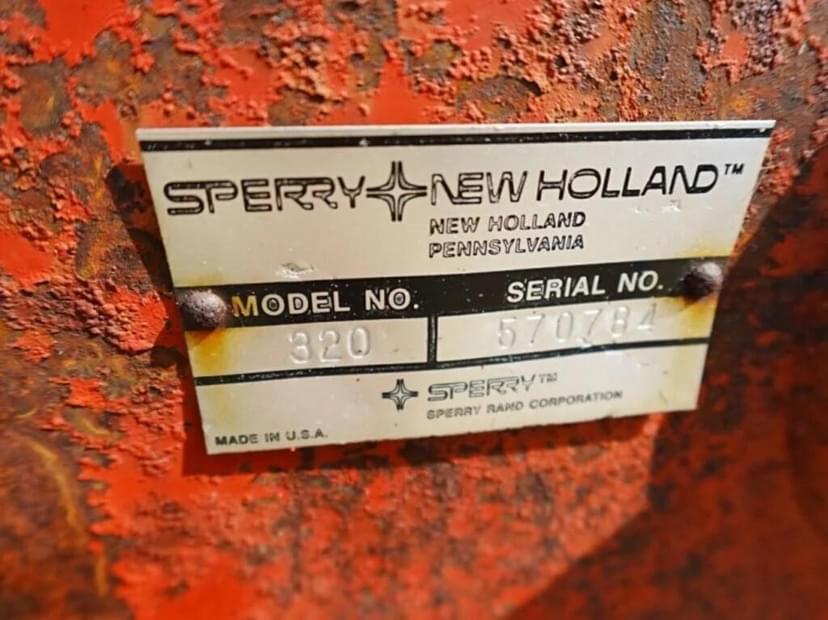 SPERRY NEW HOLLAND™
NEW HOLLAND
PENNSYLVANIA
MODEL NO. SERIAL NO.
320 570784
SPERRY™
SPERRY RAND CORPORATION
MADE IN U.S.A.